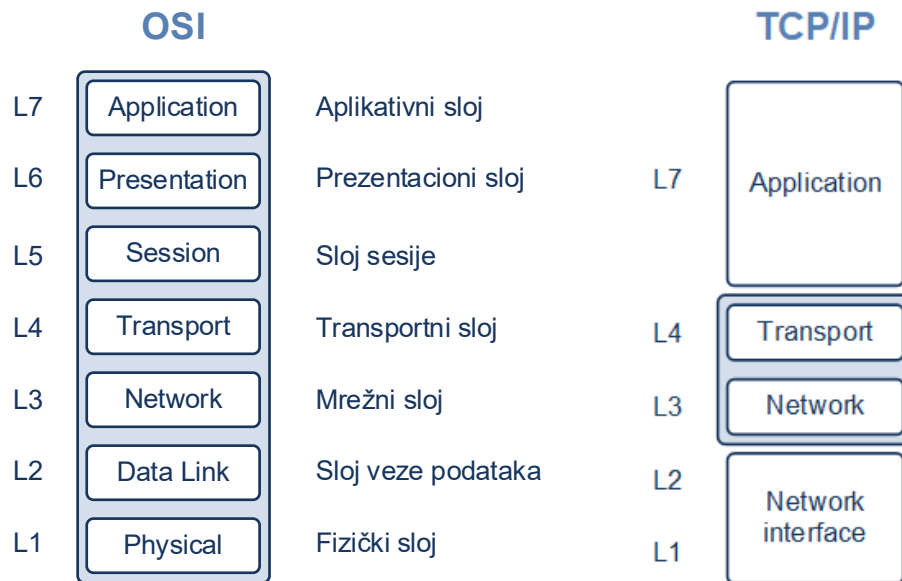 OSI TCP/IP
L7 Application Aplikativni sloj
L6 Presentation Prezentacioni sloj L7 Application
L5 Session Sloj sesije
L4 Transport Transportni sloj L4 Transport
L3 Network Mrežni sloj L3 Network
L2 Data Link Sloj veze podataka L2 Network
interface
L1 Physical Fizički sloj L1